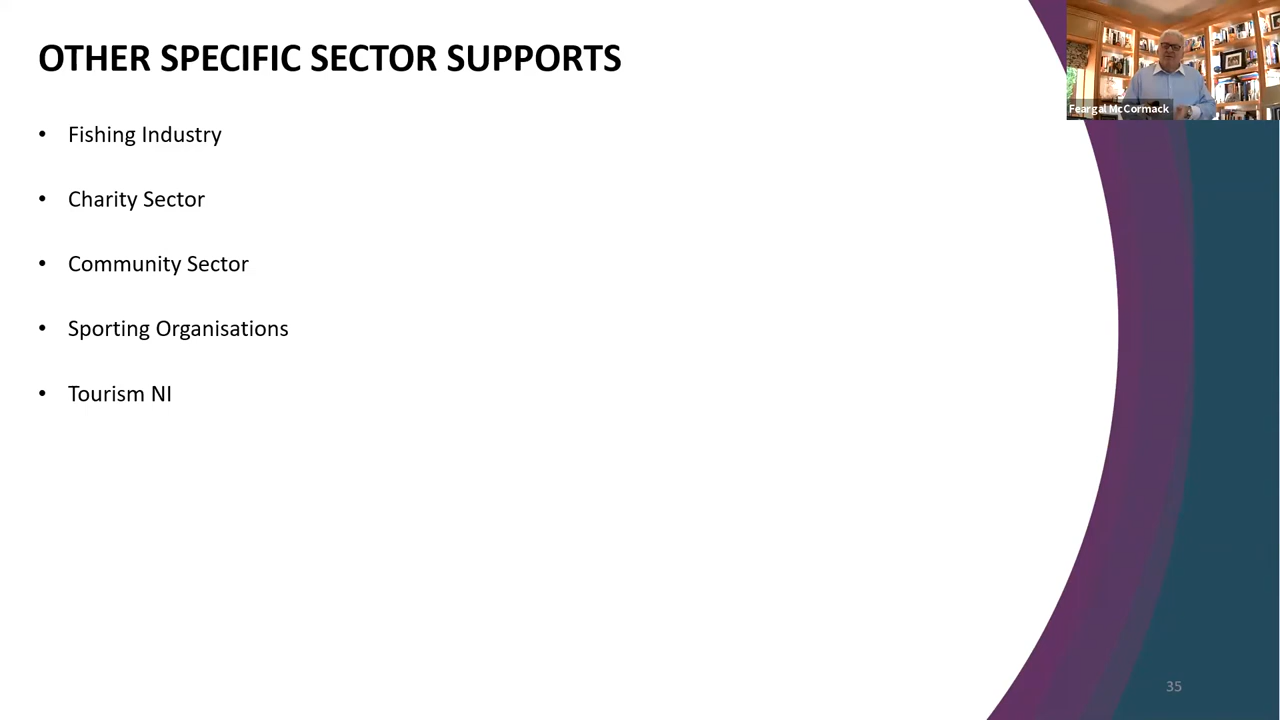 OTHER SPECIFIC SECTOR SUPPORTS
Feargal McCormack
• Fishing Industry
• Charity Sector
• Community Sector
• Sporting Organisations
• Tourism NI
35